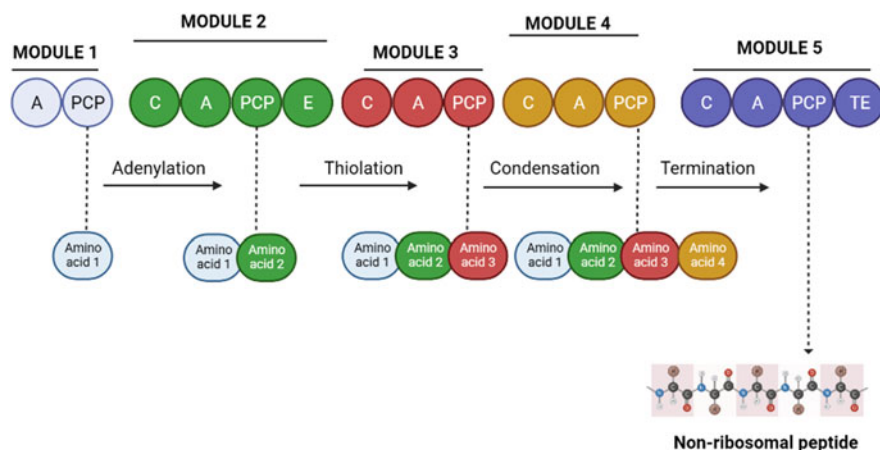 MODULE 1
MODULE 2
MODULE 3
MODULE 4
MODULE 5
A PCP
C A PCP E
C A PCP
C A PCP
C A PCP TE
Adenylation
Thiolation
Condensation
Termination
Amino
acid 1
Amino
acid 1
Amino
acid 2
Amino
acid 1
Amino
acid 2
Amino
acid 3
Amino
acid 1
Amino
acid 2
Amino
acid 3
Amino
acid 4
Non-ribosomal peptide